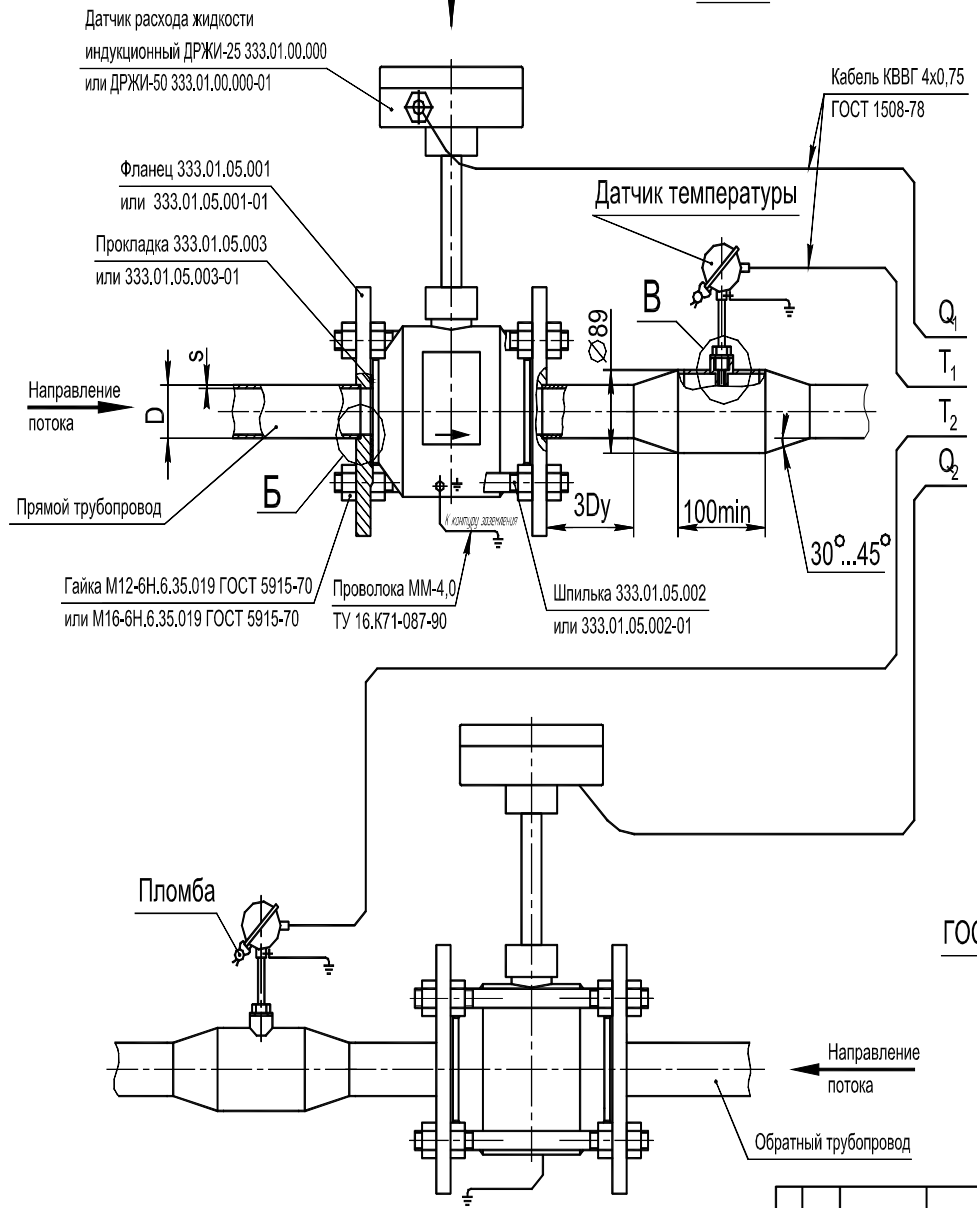 Датчик расхода жидкости
индукционный ДРЖИ-25 333.01.00.000
или ДРЖИ-50 333.01.00.000-01
Кабель КВВГ 4х0,75
ГОСТ 1508-78
Фланец 333.01.05.001
или 333.01.05.001-01
Датчик температуры
Прокладка 333.01.05.003
или 333.01.05.003-01
В
∅89
Q1
s
T1
Направление
потока
D
T2
Q2
Б
Прямой трубопровод
3Dу
100min
К контуру заземления
30°...45°
Гайка М12-6Н.6.35.019 ГОСТ 5915-70
или М16-6Н.6.35.019 ГОСТ 5915-70
Проволока ММ-4,0
ТУ 16.К71-087-90
Шпилька 333.01.05.002
или 333.01.05.002-01
Пломба
Направление
потока
Обратный трубопровод